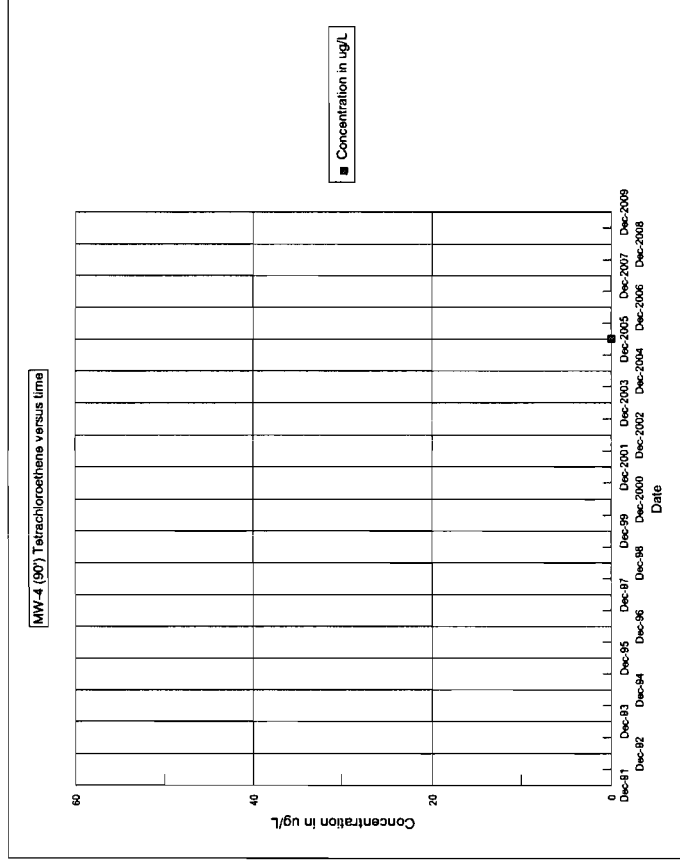 MW-4 (90') Tetrachloroethene versus time
Concentration in ug/L
60
40
20
0
Dec-91
Dec-92
Dec-93
Dec-94
Dec-95
Dec-96
Dec-97
Dec-98
Dec-99
Dec-2000
Dec-2001
Dec-2002
Dec-2003
Dec-2004
Dec-2005
Dec-2006
Dec-2007
Dec-2008
Dec-2009
Date
Concentration in ug/L